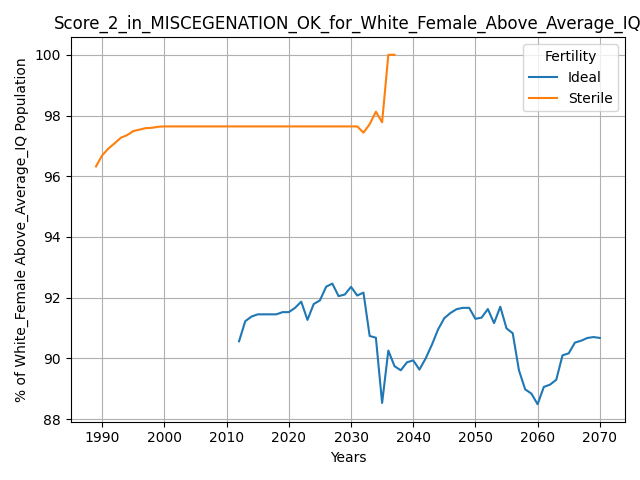 Score_2_in_MISCEGENATION_OK_for_White_Female_Above_Average_IQ
% of White_Female Above_Average_IQ Population
100
98
96
94
92
90
88
Fertility
Ideal
Sterile
1990 2000 2010 2020 2030 2040 2050 2060 2070
Years